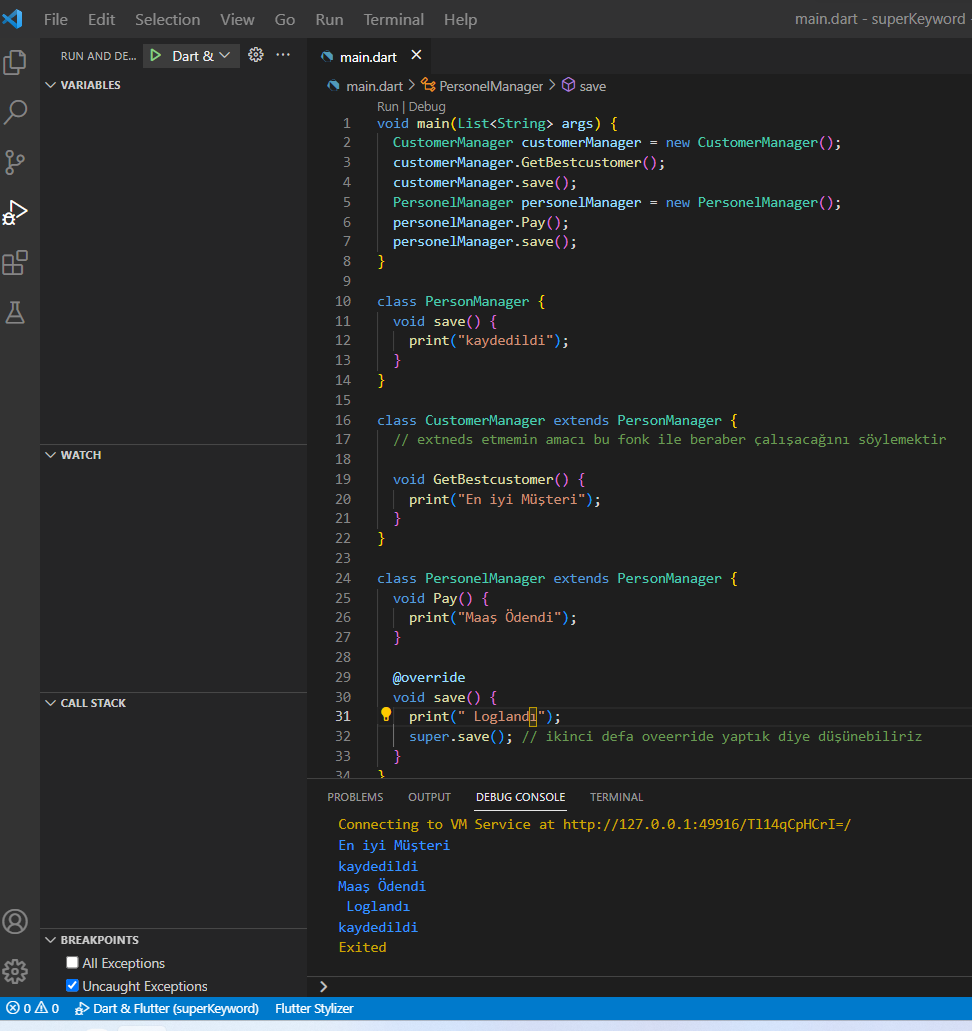 File Edit Selection View Go Run Terminal Help main.dart - superKeyword
RUN AND DE... Dart & ...
main.dart
main.dart > PersonelManager > save
VARIABLES
Run | Debug
1 void main(List<String> args) {
2 CustomerManager customerManager = new CustomerManager();
3 customerManager.GetBestcustomer();
4 customerManager.save();
5 PersonelManager personelManager = new PersonelManager();
6 personelManager.Pay();
7 personelManager.save();
8 }
9
10 class PersonManager {
11 void save() {
12 print("kaydedildi");
13 }
14 }
15
16 class CustomerManager extends PersonManager {
17 // extneds etmemin amacı bu fonk ile beraber çalışacağını söylemektir
18
19 void GetBestcustomer() {
20 print("En iyi Müşteri");
21 }
22 }
23
24 class PersonelManager extends PersonManager {
25 void Pay() {
26 print("Maaş Ödendi");
27 }
28
29 @override
30 void save() {
31 print(" Loglandı");
32 super.save(); // ikinci defa oveerride yaptık diye düşünebiliriz
33 }
34 }
WATCH
CALL STACK
BREAKPOINTS
All Exceptions
Uncaught Exceptions
PROBLEMS OUTPUT DEBUG CONSOLE TERMINAL
Connecting to VM Service at http://127.0.0.1:49916/Tl14qCpHCrI=/
En iyi Müşteri
kaydedildi
Maaş Ödendi
Loglandı
kaydedildi
Exited
>
0 0 Dart & Flutter (superKeyword) Flutter Stylizer